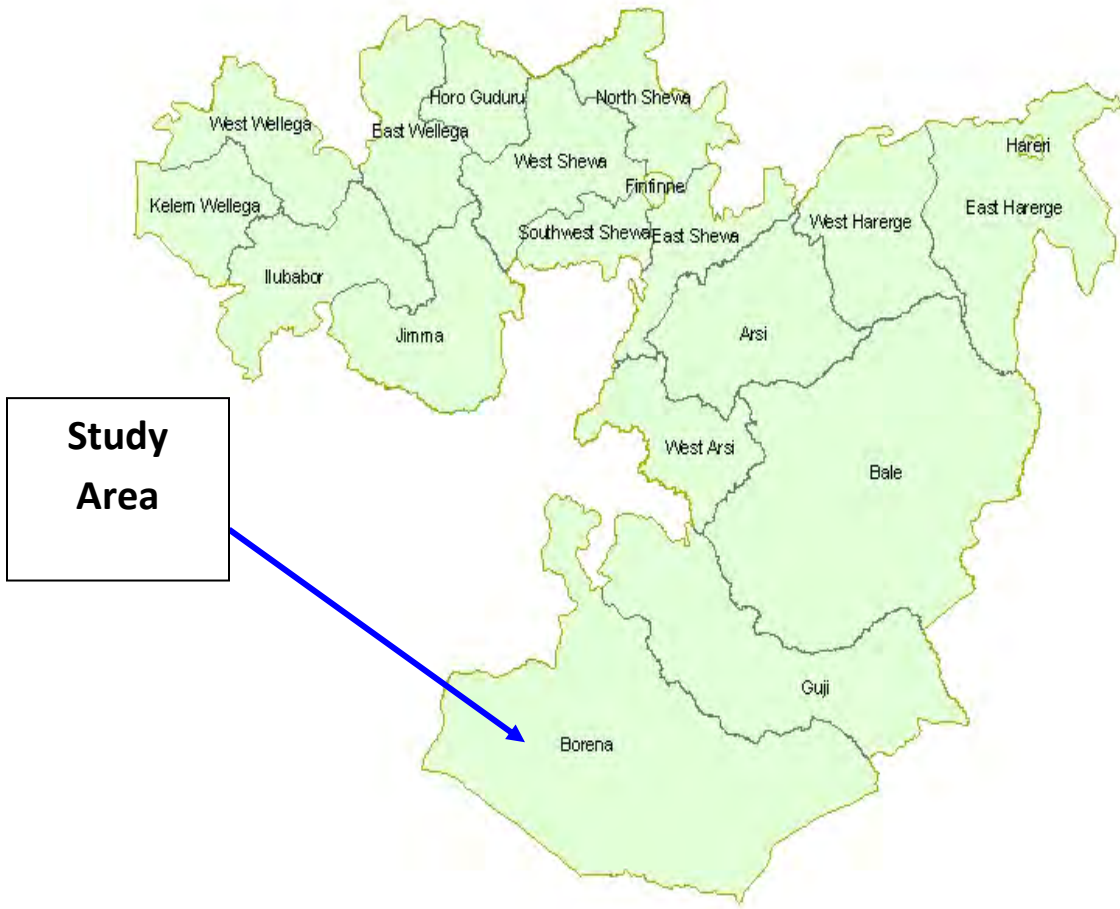 Horo Guduru
North Shewa
West Wellega
East Wellega
Hareri
West Shewa
Finfinne
Kelem Wellega
West Harerge
East Harerge
Southwest Shewa
East Shewa
Ilubabor
Jimma
Arsi
Study
Area
West Arsi
Bale
Guji
Borena